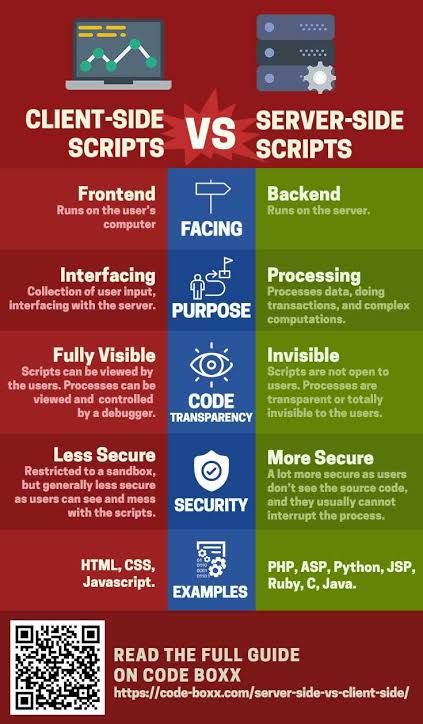 CLIENT-SIDE
SCRIPTS
VS
SERVER-SIDE
SCRIPTS
Frontend
Runs on the user's
computer
FACING
Backend
Runs on the server.
Interfacing
Collection of user input,
interfacing with the server.
PURPOSE
Processing
Processes data, doing
transactions, and complex
computations.
Fully Visible
Scripts can be viewed by
the users. Processes can be
viewed and controlled
by a debugger.
CODE
TRANSPARENCY
Invisible
Scripts are not open to
users. Processes are
transparent or totally
invisible to the users.
Less Secure
Restricted to a sandbox,
but generally less secure
as users can see and mess
with the scripts.
SECURITY
More Secure
A lot more secure as users
don't see the source code,
and they usually cannot
interrupt the process.
HTML, CSS,
Javascript.
EXAMPLES
PHP, ASP, Python, JSP,
Ruby, C, Java.
READ THE FULL GUIDE
ON CODE BOXX
https://code-boxx.com/server-side-vs-client-side/